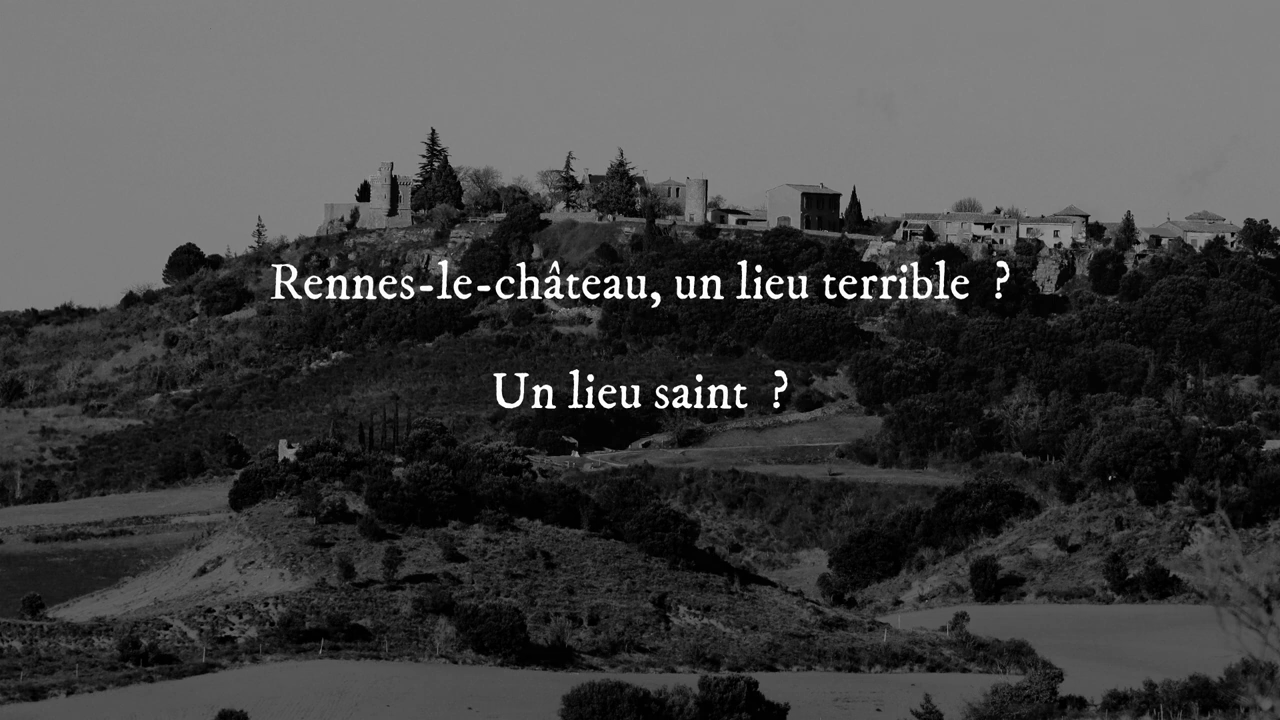 Rennes-le-château, un lieu terrible ?
Un lieu saint ?